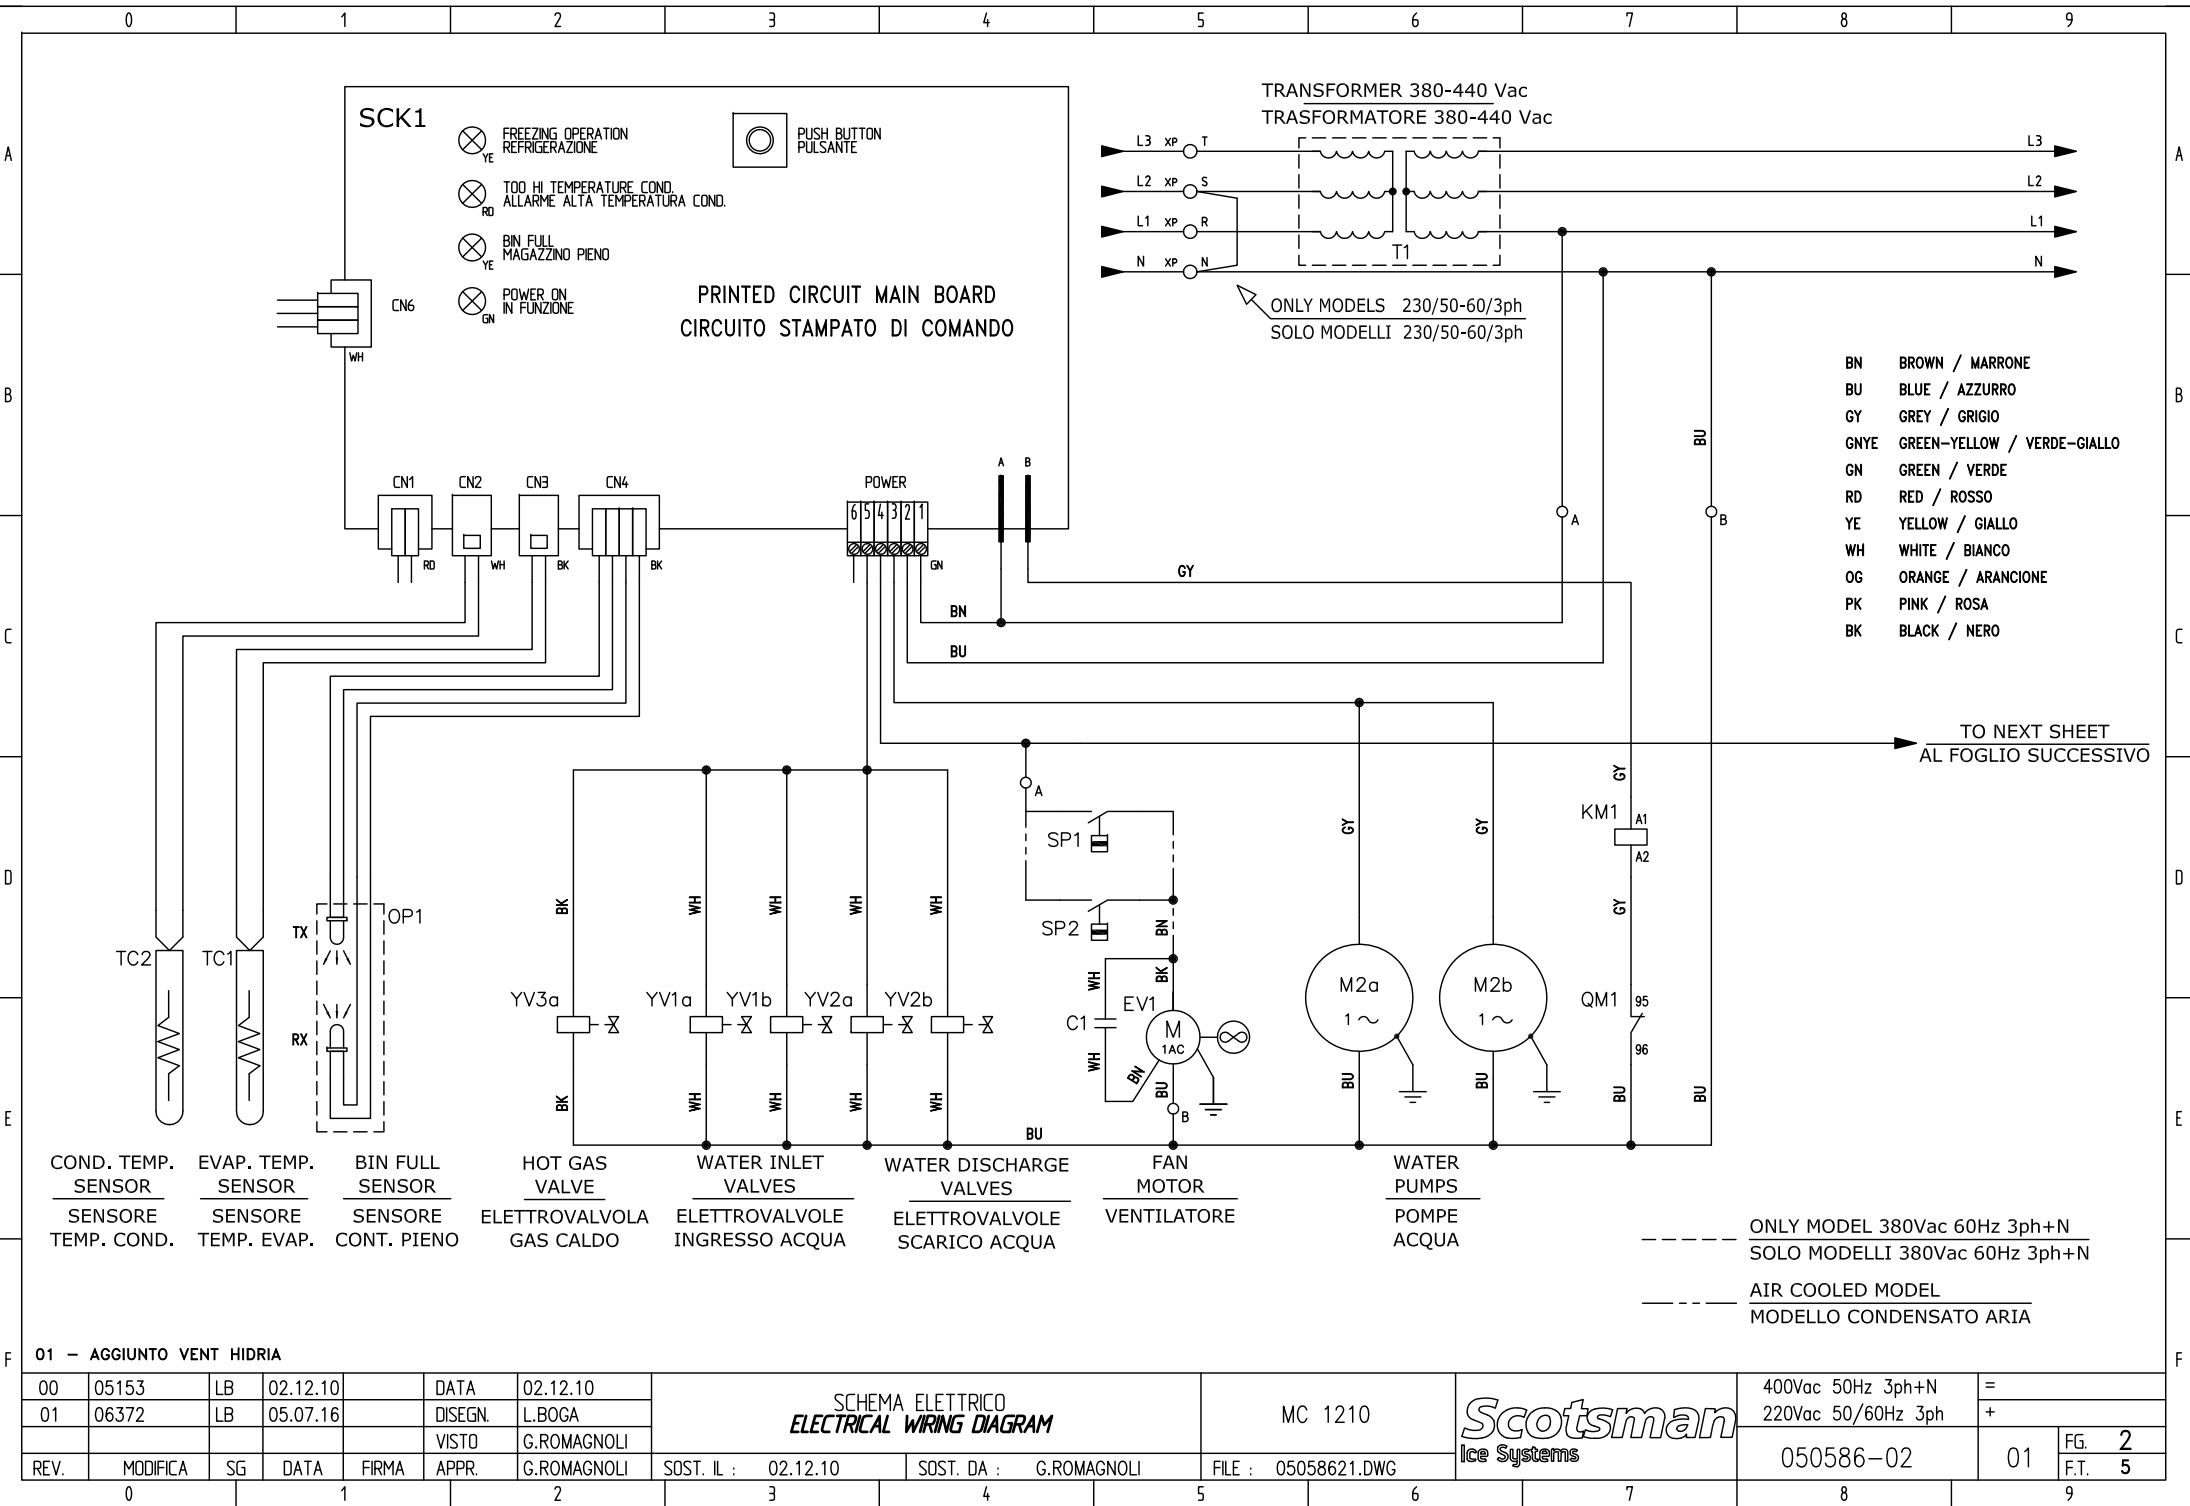 0 1 2 3 4 5 6 7 8 9
A A
B B
C C
D D
E E
F F
SCK1
FREEZING OPERATION
REFRIGERAZIONE
YE
TOO HI TEMPERATURE COND.
ALLARME ALTA TEMPERATURA COND.
RD
BIN FULL
MAGAZZINO PIENO
YE
POWER ON
IN FUNZIONE
GN
PUSH BUTTON
PULSANTE
PRINTED CIRCUIT MAIN BOARD
CIRCUITO STAMPATO DI COMANDO
CN6
WH
CN1
CN2
CN3
CN4
POWER
A
B
6 5 4 3 2 1
RD
WH
BK
BK
GN
TRANSFORMER 380-440 Vac
TRASFORMATORE 380-440 Vac
L3 XP T
L3
L2 XP S
L2
L1 XP R
L1
N XP N
N
T1
ONLY MODELS 230/50-60/3ph
SOLO MODELLI 230/50-60/3ph
BN BROWN / MARRONE
BU BLUE / AZZURRO
GY GREY / GRIGIO
GNYE GREEN-YELLOW / VERDE-GIALLO
GN GREEN / VERDE
RD RED / ROSSO
YE YELLOW / GIALLO
WH WHITE / BIANCO
OG ORANGE / ARANCIONE
PK PINK / ROSA
BK BLACK / NERO
BU
A
B
GY
BN
BU
TO NEXT SHEET
AL FOGLIO SUCCESSIVO
A
SP1
SP2
GY
GY
GY
KM1
A1
A2
GY
BK
WH
WH
WH
WH
BN
TX
OP1
RX
TC2
TC1
YV3a
YV1a
YV1b
YV2a
YV2b
WH
BK
EV1
C1
M
1AC
WH
BN
BU
B
M2a
1~
M2b
1~
QM1
95
96
BK
WH
WH
WH
WH
BU
BU
BU
BU
BU
COND. TEMP.
SENSOR
SENSORE
TEMP. COND.
EVAP. TEMP.
SENSOR
SENSORE
TEMP. EVAP.
BIN FULL
SENSOR
SENSORE
CONT. PIENO
HOT GAS
VALVE
ELETTROVALVOLA
GAS CALDO
WATER INLET
VALVES
ELETTROVALVOLE
INGRESSO ACQUA
WATER DISCHARGE
VALVES
ELETTROVALVOLE
SCARICO ACQUA
FAN
MOTOR
VENTILATORE
WATER
PUMPS
POMPE
ACQUA
ONLY MODEL 380Vac 60Hz 3ph+N
SOLO MODELLI 380Vac 60Hz 3ph+N
AIR COOLED MODEL
MODELLO CONDENSATO ARIA
01 - AGGIUNTO VENT HIDRIA
00 05153 LB 02.12.10 DATA 02.12.10
01 06372 LB 05.07.16 DISEGN. L.BOGA
VISTO G.ROMAGNOLI
REV. MODIFICA SG DATA FIRMA APPR. G.ROMAGNOLI
SCHEMA ELETTRICO
ELECTRICAL WIRING DIAGRAM
SOST. IL : 02.12.10
SOST. DA : G.ROMAGNOLI
MC 1210
FILE : 05058621.DWG
Scotsman
Ice Systems
400Vac 50Hz 3ph+N =
220Vac 50/60Hz 3ph +
050586-02
01
FG. 2
F.T. 5
0 1 2 3 4 5 6 7 8 9